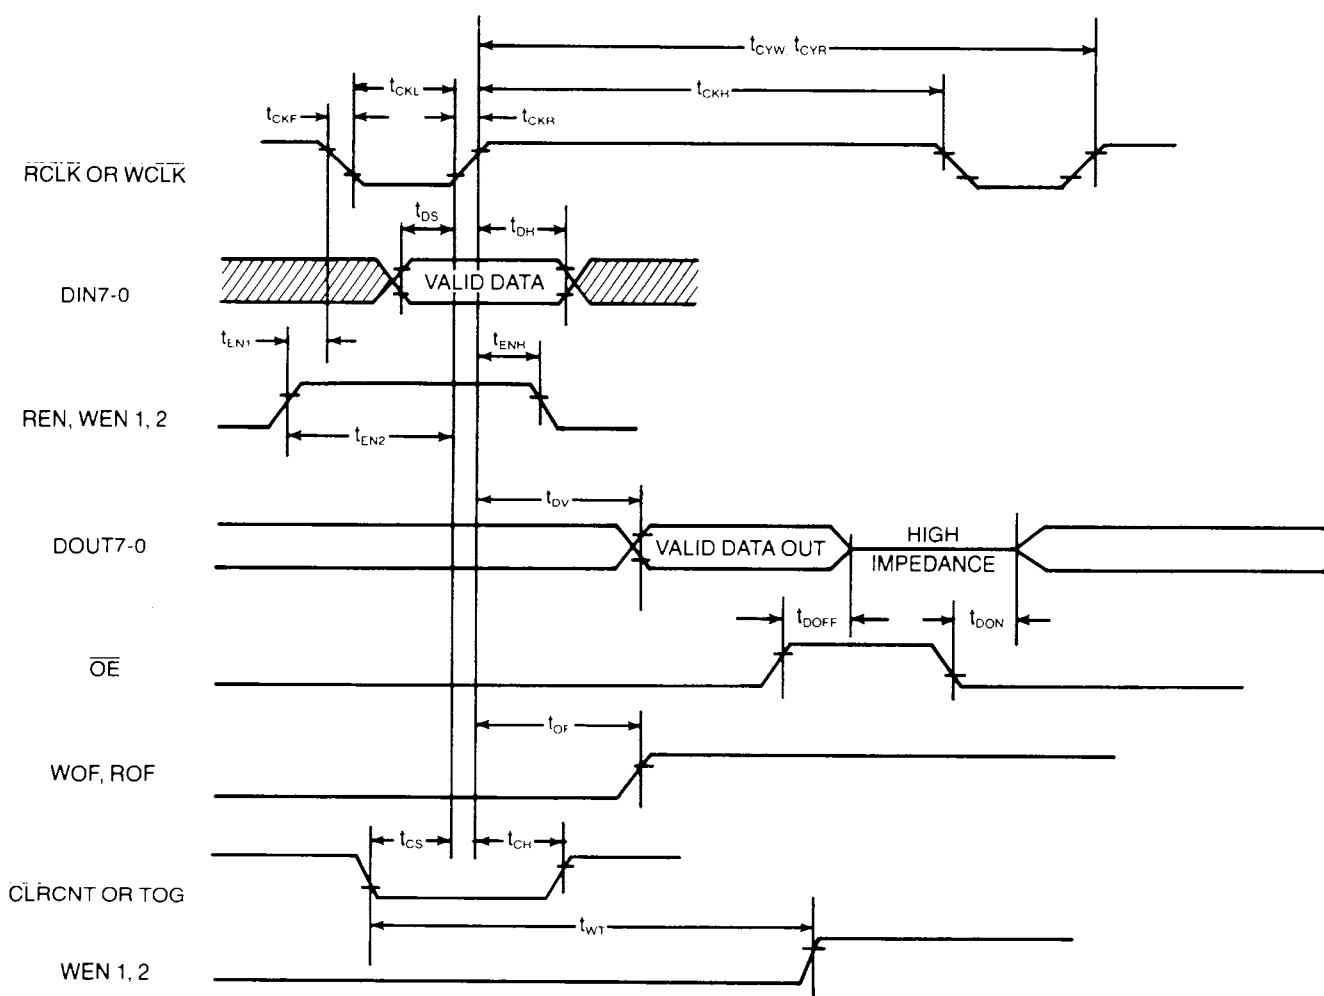 tCYW, tCYR
tCKL
tCKH
tCKF
tCKR
RCLK OR WCLK
tDS
tDH
VALID DATA
DIN7-0
tEN1
tENH
REN, WEN 1, 2
tEN2
tDV
DOUT7-0
VALID DATA OUT
HIGH
IMPEDANCE
tDOFF
tDON
OE
tOF
WOF, ROF
tCS
tCH
CLRCNT OR TOG
tWT
WEN 1, 2